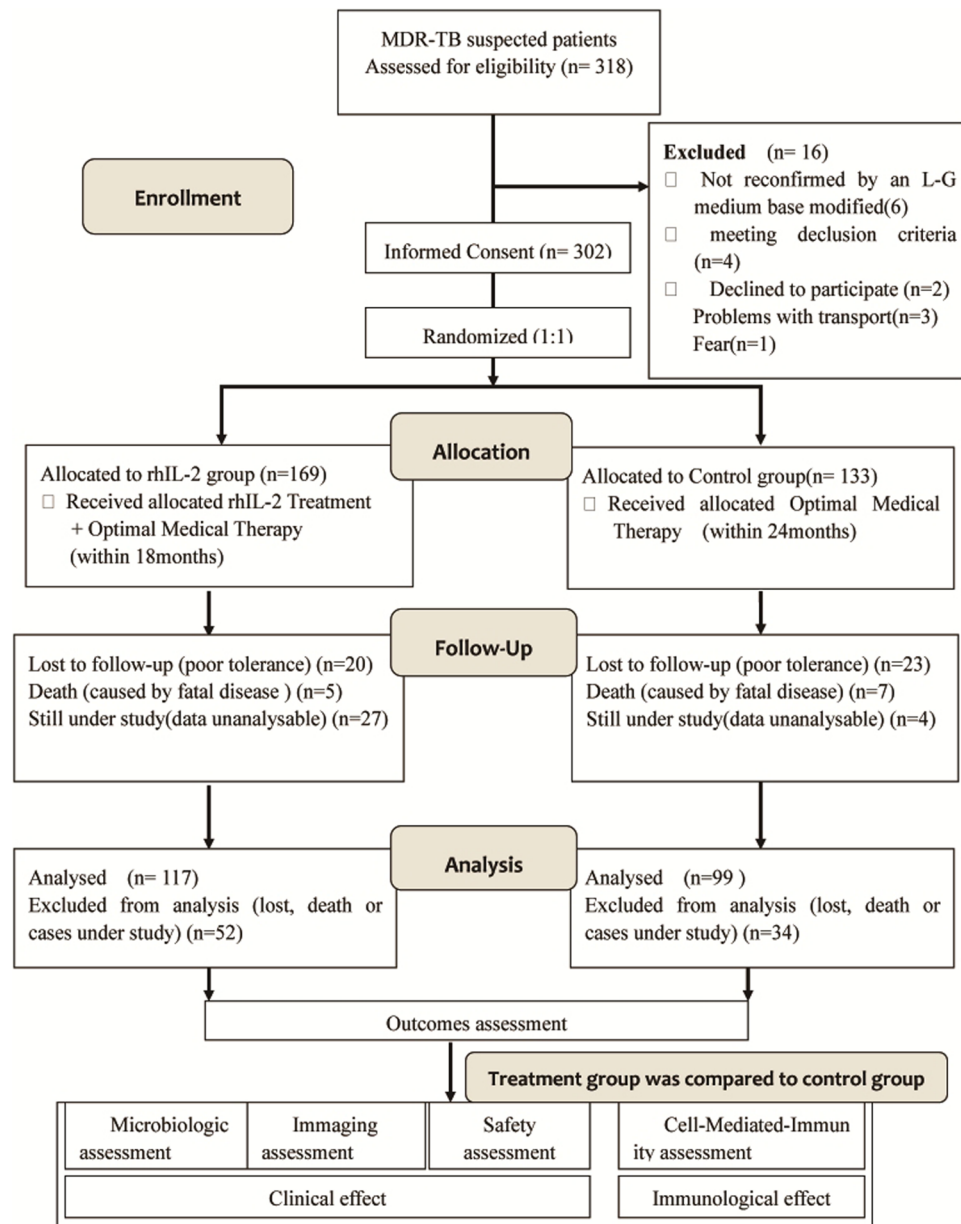 MDR-TB suspected patients
Assessed for eligibility (n= 318)
Enrollment
Excluded (n= 16)
□ Not reconfirmed by an L-G
medium base modified(6)
□ meeting declusion criteria
(n=4)
□ Declined to participate (n=2)
Problems with transport(n=3)
Fear(n=1)
Informed Consent (n= 302)
Randomized (1:1)
Allocation
Allocated to rhIL-2 group (n=169)
□ Received allocated rhIL-2 Treatment
+ Optimal Medical Therapy
(within 18months)
Allocated to Control group(n= 133)
□ Received allocated Optimal Medical
Therapy (within 24months)
Follow-Up
Lost to follow-up (poor tolerance) (n=20)
Death (caused by fatal disease ) (n=5)
Still under study(data unanalysable) (n=27)
Lost to follow-up (poor tolerance) (n=23)
Death (caused by fatal disease) (n=7)
Still under study(data unanalysable) (n=4)
Analysis
Analysed (n= 117)
Excluded from analysis (lost, death or
cases under study) (n=52)
Analysed (n=99 )
Excluded from analysis (lost, death or
cases under study) (n=34)
Outcomes assessment
Treatment group was compared to control group
Microbiologic
assessment
Immaging
assessment
Safety
assessment
Cell-Mediated-Immun
ity assessment
Clinical effect
Immunological effect